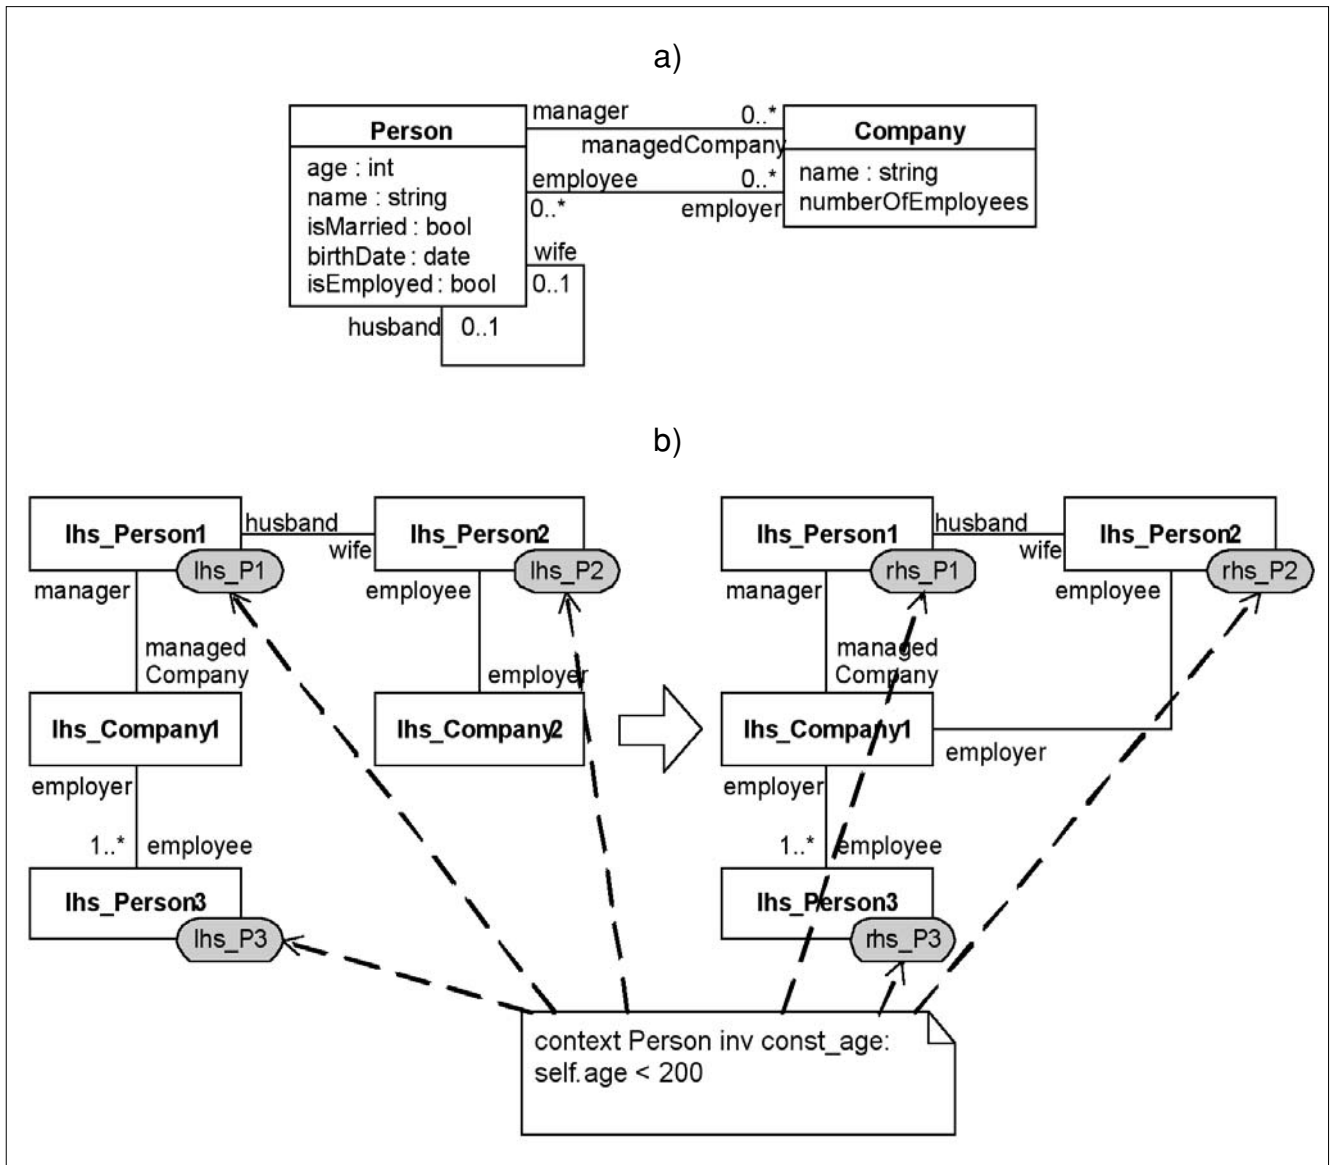 a)
manager
0..*
Person
Company
managedCompany
age : int
name : string
isMarried : bool
birthDate : date
isEmployed : bool
employee
0..*
0..*
employer
name : string
numberOfEmployees
wife
0..1
husband
0..1
b)
lhs_Person1
husband
wife
lhs_Person2
lhs_P1
lhs_P2
manager
employee
managed
Company
employer
lhs_Company1
lhs_Company2
employer
1..*
employee
lhs_Person3
lhs_P3
lhs_Person1
husband
wife
lhs_Person2
rhs_P1
rhs_P2
manager
employee
managed
Company
lhs_Company1
employer
employer
1..*
employee
lhs_Person3
rhs_P3
context Person inv const_age:
self.age < 200